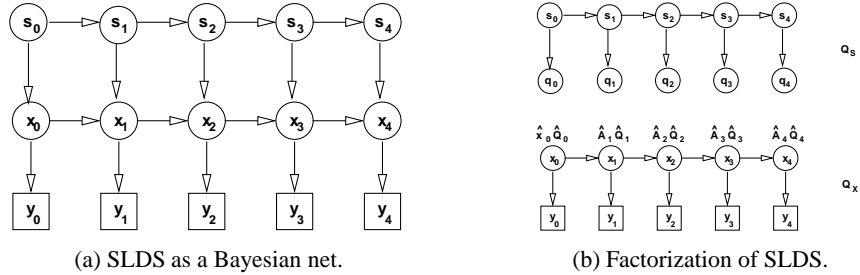 s0 s1 s2 s3 s4
x0 x1 x2 x3 x4
y0 y1 y2 y3 y4
(a) SLDS as a Bayesian net.
s0 s1 s2 s3 s4
QS
q0 q1 q2 q3 q4
x̂0 Q̂0 Â1 Q̂1 Â2 Q̂2 Â3 Q̂3 Â4 Q̂4
x0 x1 x2 x3 x4
QX
y0 y1 y2 y3 y4
(b) Factorization of SLDS.